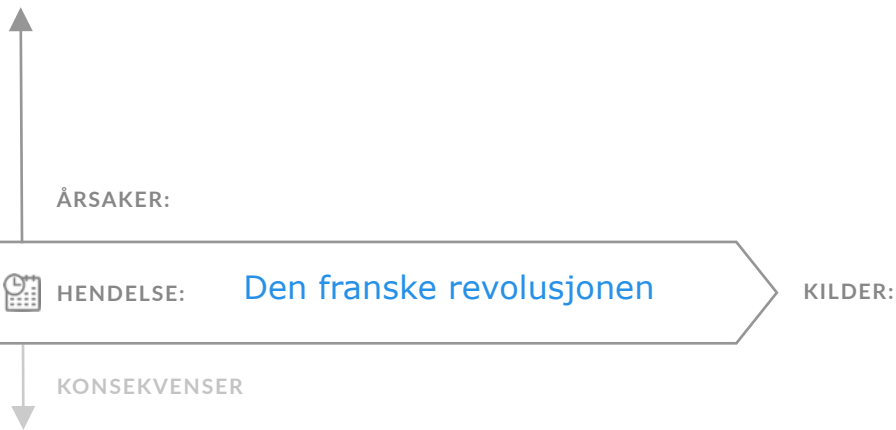 ÅRSAKER:
HENDELSE: Den franske revolusjonen KILDER:
KONSEKVENSER